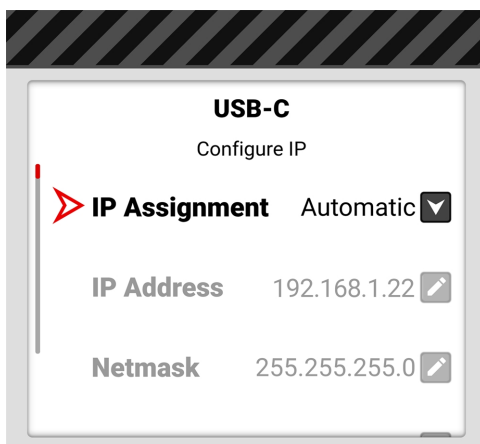 USB-C
Configure IP
IP Assignment Automatic
IP Address 192.168.1.22
Netmask 255.255.255.0